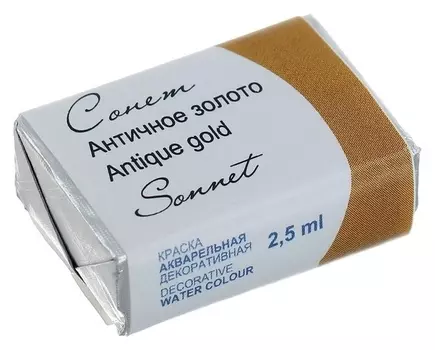 Сонет
Античное золото
Antique gold
Sonnet
КРАСКА
АКВАРЕЛЬНАЯ
ДЕКОРАТИВНАЯ
DECORATIVE
WATER COLOUR
2,5 ml